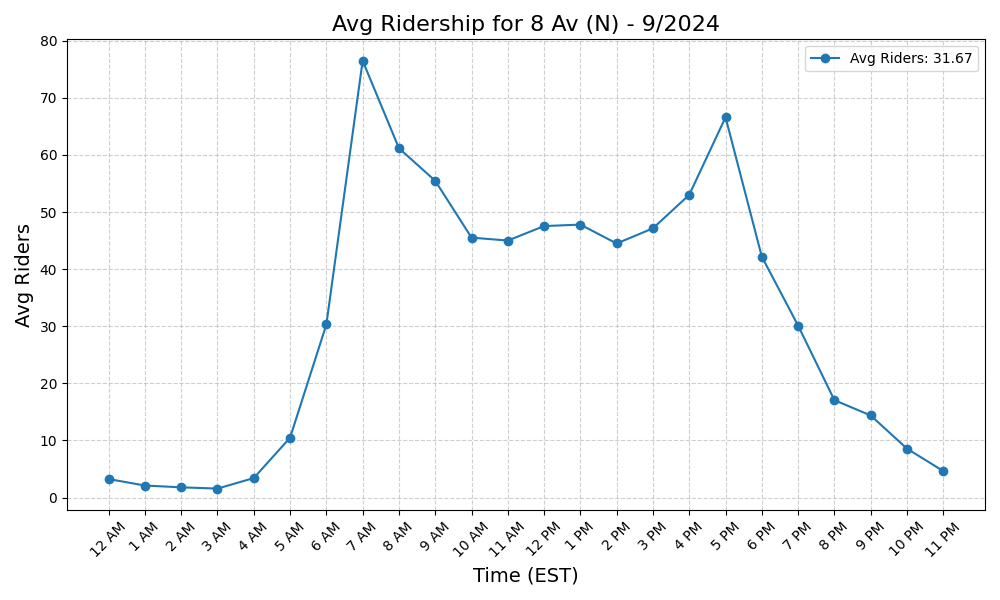 Avg Ridership for 8 Av (N) - 9/2024
Avg Riders: 31.67
Avg Riders
80
70
60
50
40
30
20
10
0
12 AM
1 AM
2 AM
3 AM
4 AM
5 AM
6 AM
7 AM
8 AM
9 AM
10 AM
11 AM
12 PM
1 PM
2 PM
3 PM
4 PM
5 PM
6 PM
7 PM
8 PM
9 PM
10 PM
11 PM
Time (EST)